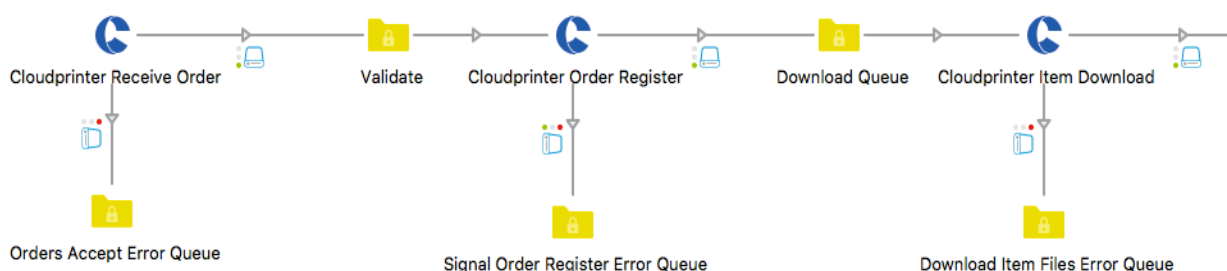 Cloudprinter Receive Order
Validate
Cloudprinter Order Register
Download Queue
Cloudprinter Item Download
Orders Accept Error Queue
Signal Order Register Error Queue
Download Item Files Error Queue